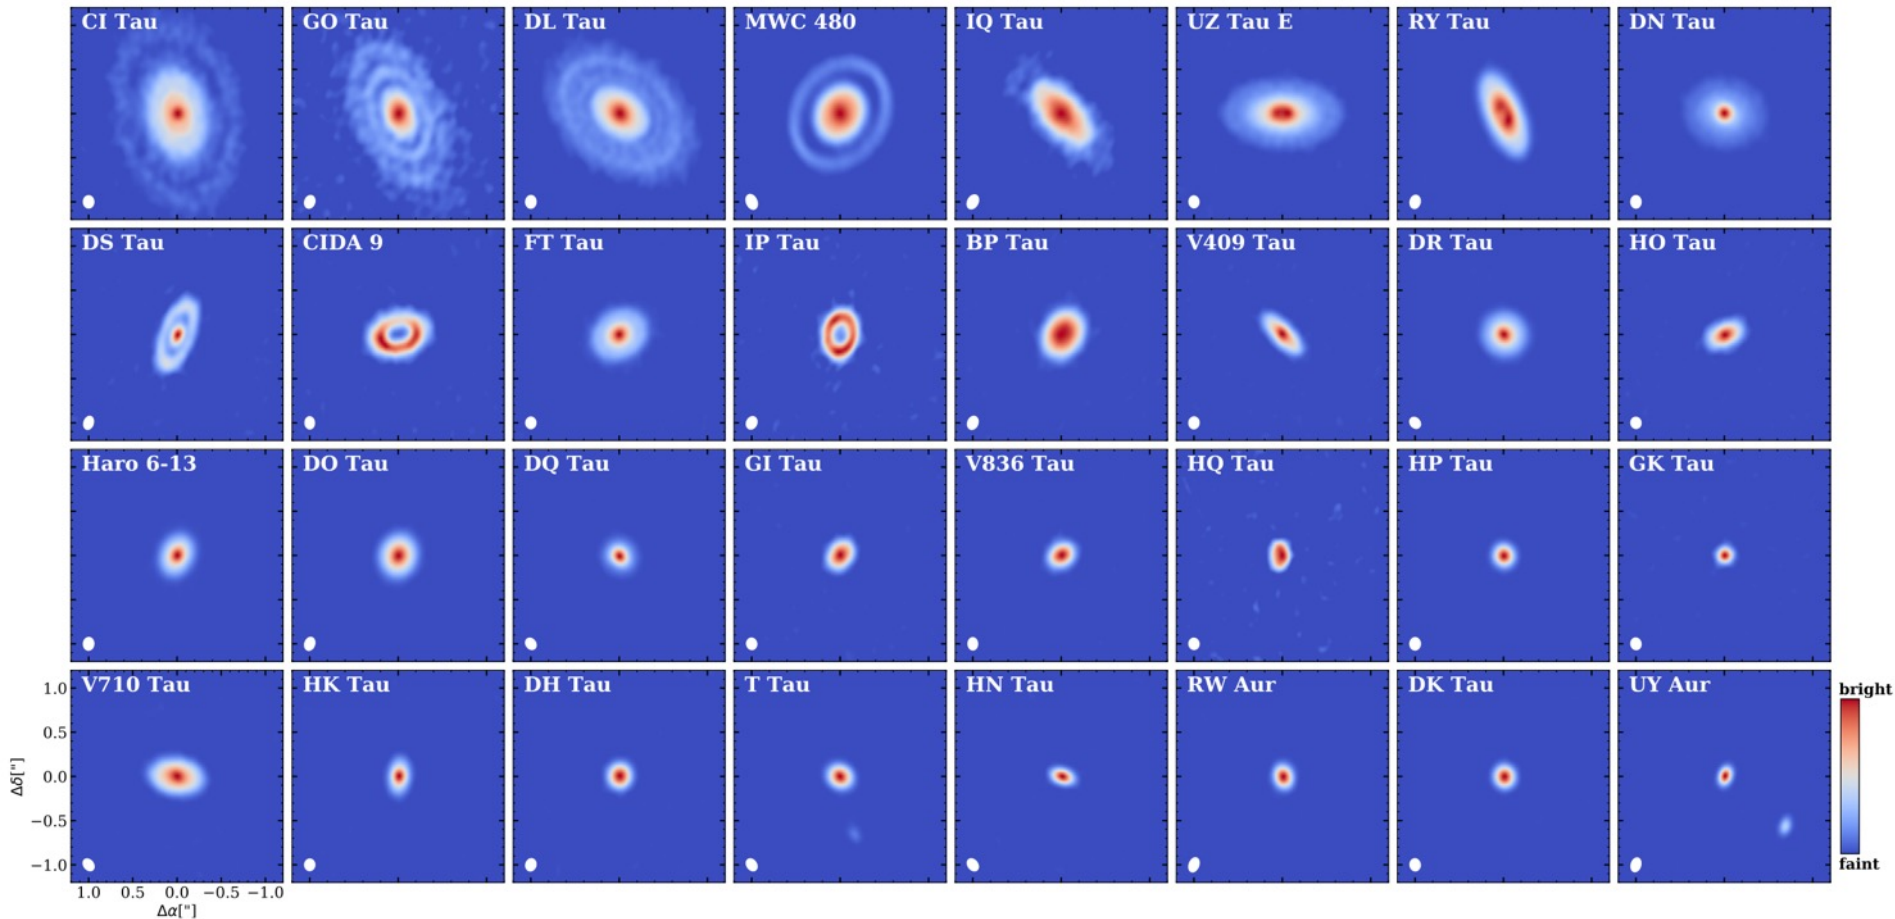 CI Tau GO Tau DL Tau MWC 480 IQ Tau UZ Tau E RY Tau DN Tau
DS Tau CIDA 9 FT Tau IP Tau BP Tau V409 Tau DR Tau HO Tau
Haro 6-13 DO Tau DQ Tau GI Tau V836 Tau HQ Tau HP Tau GK Tau
V710 Tau HK Tau DH Tau T Tau HN Tau RW Aur DK Tau UY Aur
1.0
0.5
0.0
−0.5
−1.0
Δδ["]
1.0 0.5 0.0 −0.5 −1.0
Δα["]
bright
faint